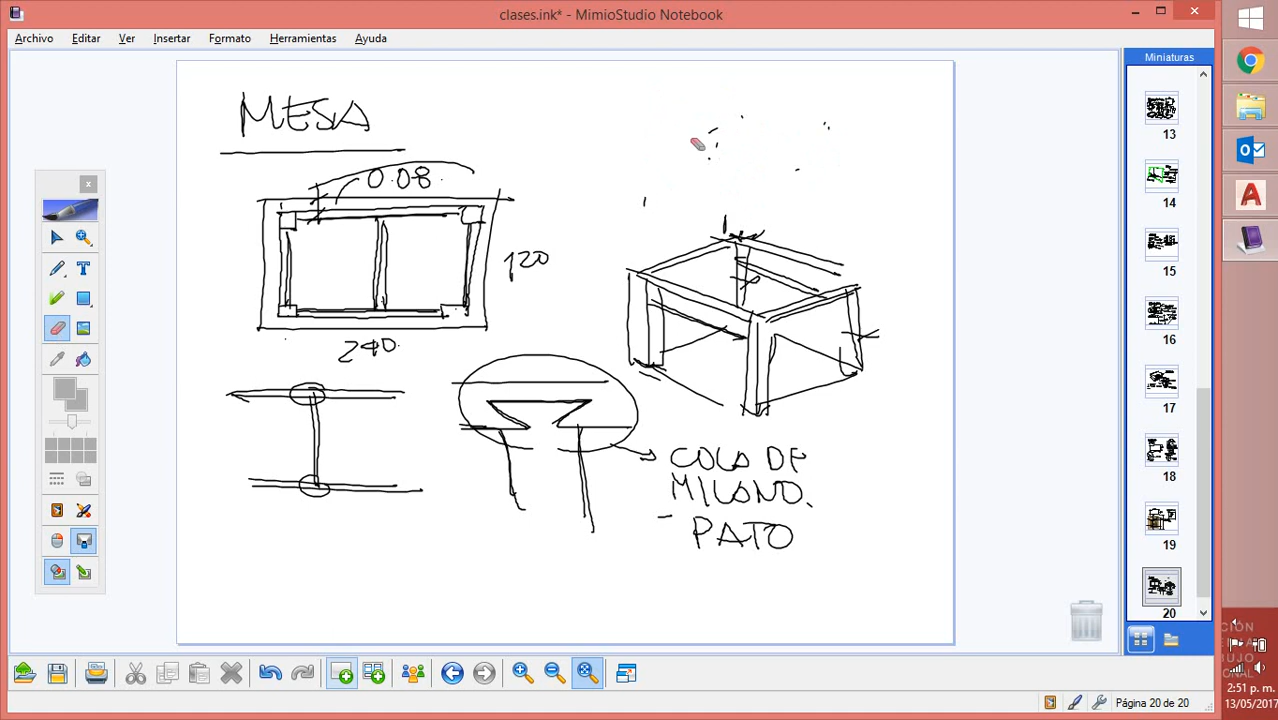 clases.ink* - MimioStudio Notebook
Archivo
Editar
Ver
Insertar
Formato
Herramientas
Ayuda
Miniaturas
MESA
0.08
120
240
COLA DE
MILANO.
- PATO
13
14
15
16
17
18
19
20
Página 20 de 20
2:51 p. m.
13/05/2017